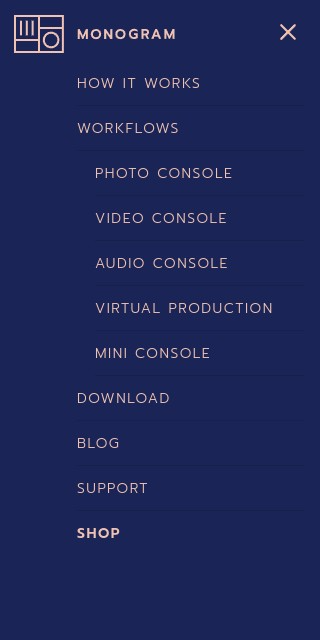 MONOGRAM
HOW IT WORKS
WORKFLOWS
PHOTO CONSOLE
VIDEO CONSOLE
AUDIO CONSOLE
VIRTUAL PRODUCTION
MINI CONSOLE
DOWNLOAD
BLOG
SUPPORT
SHOP